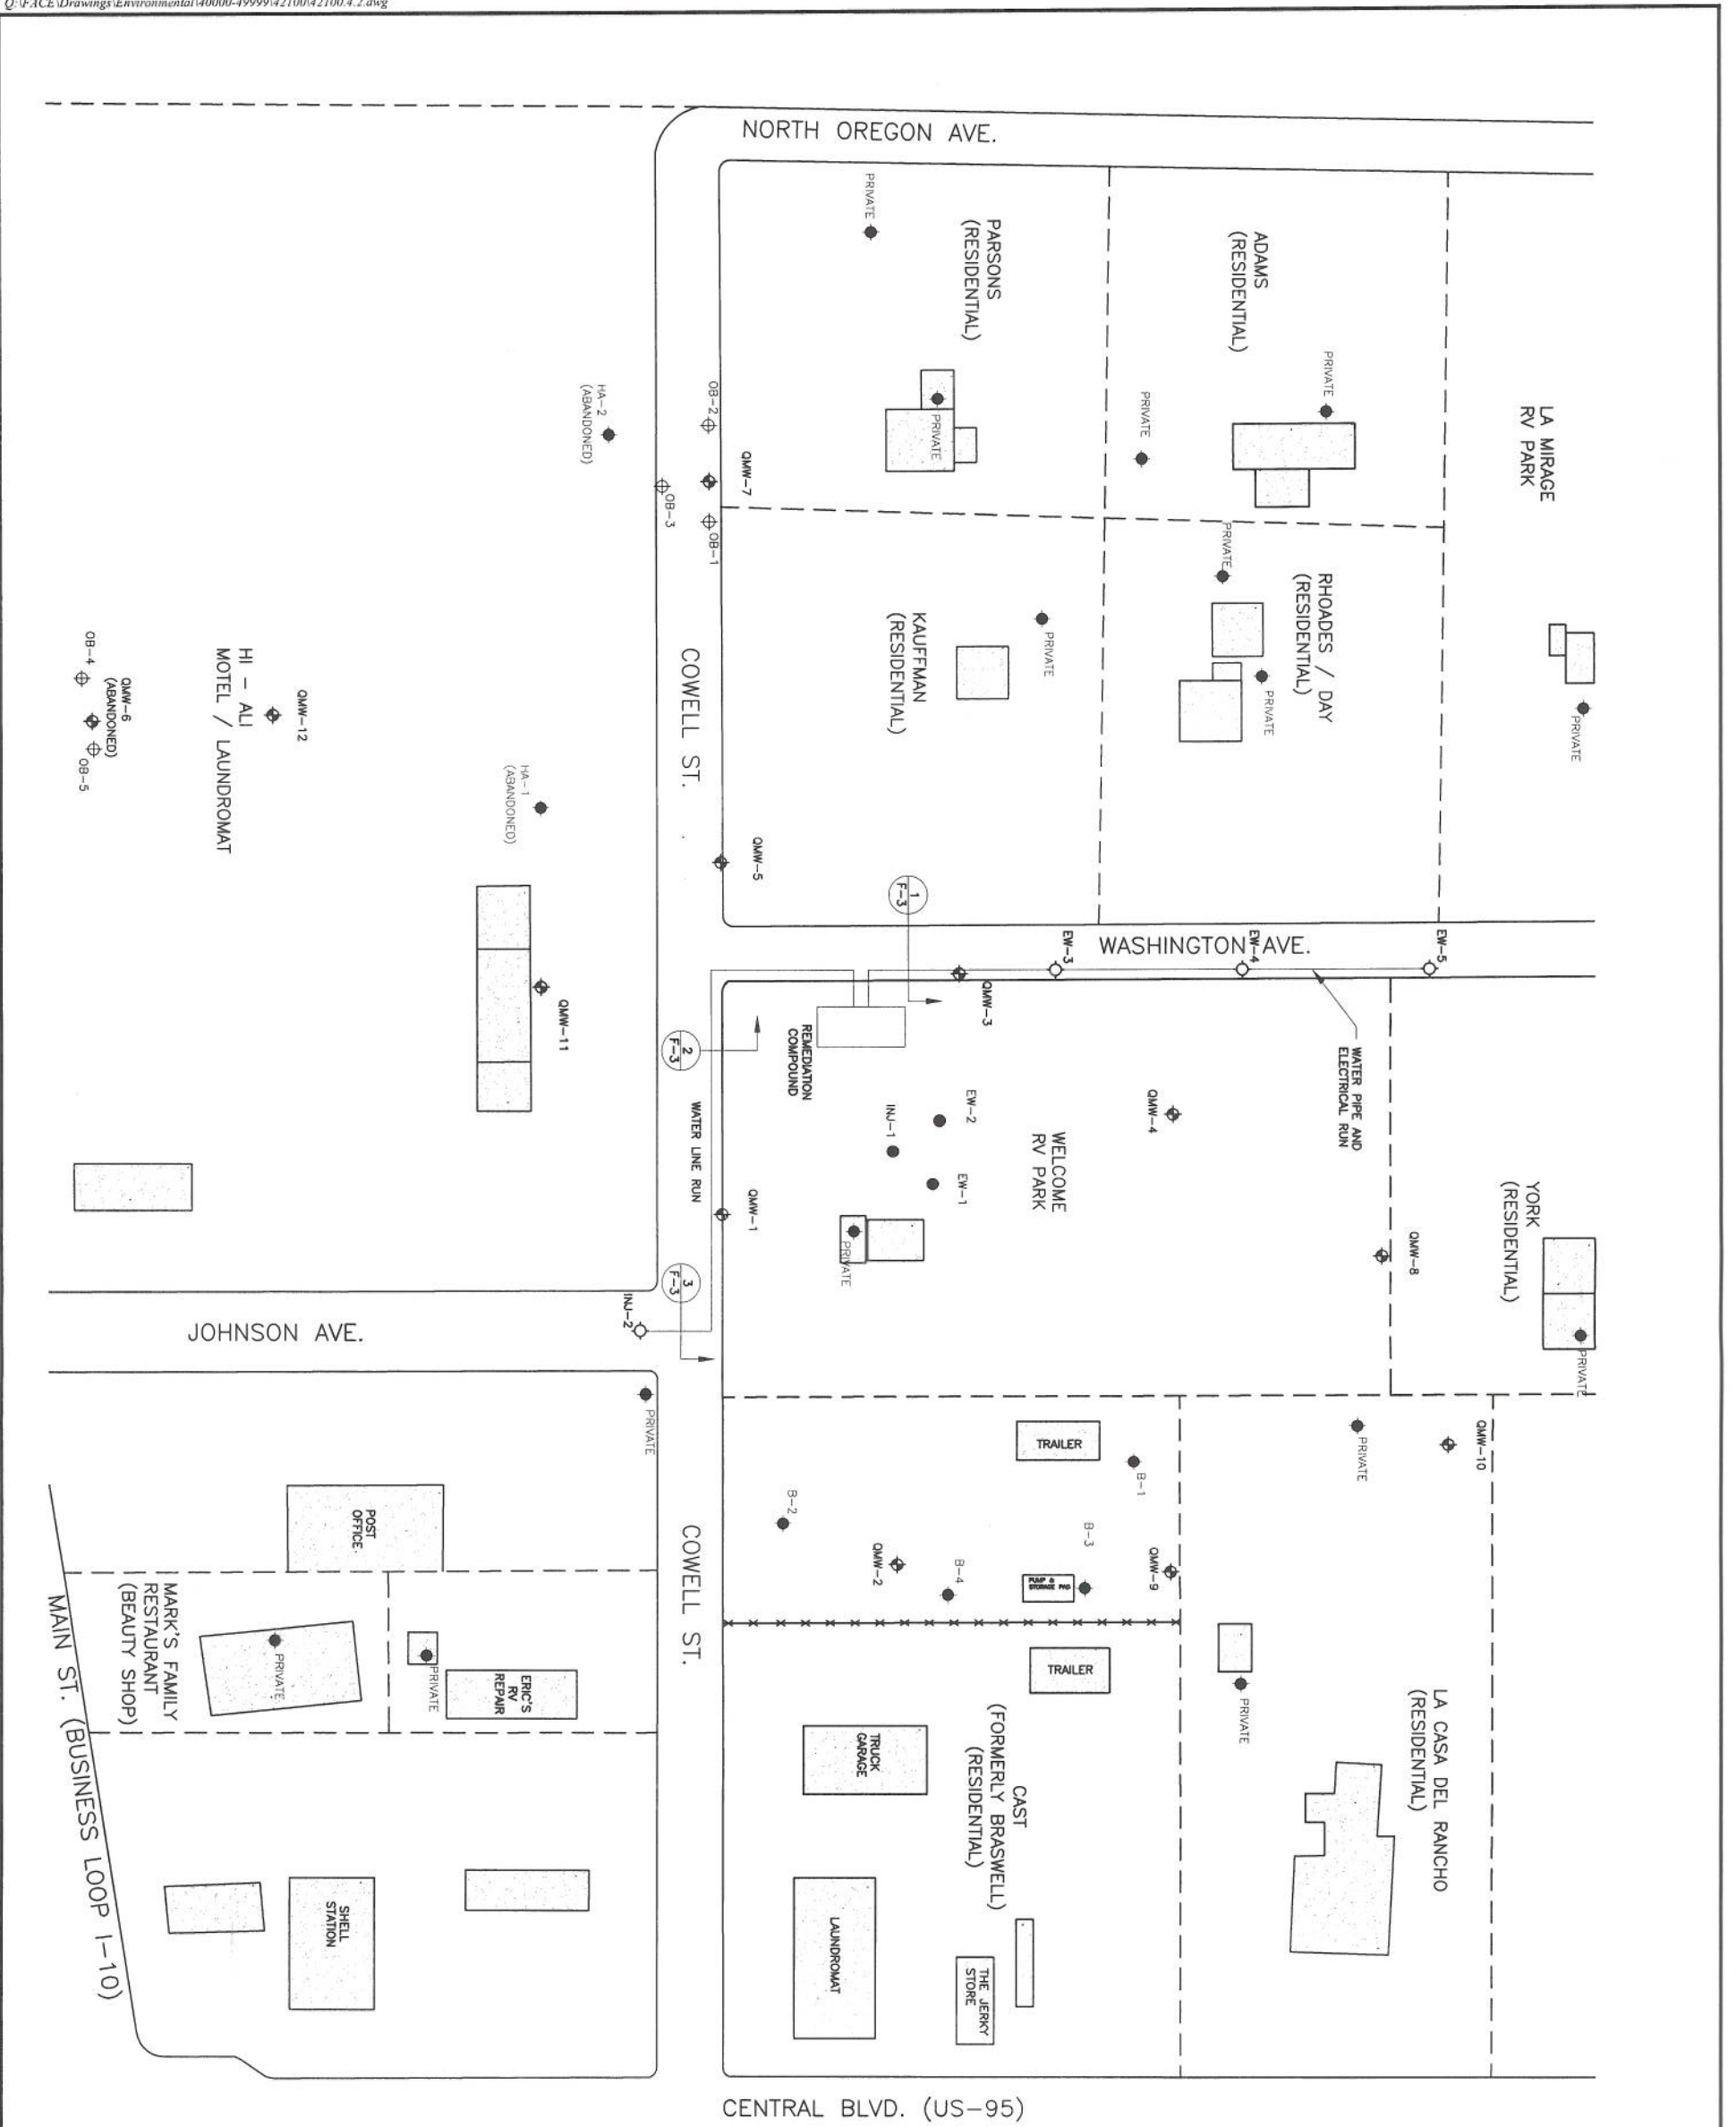 Q:\FACE\Drawings\Environmental\40000-49999\42100\42100.4.2.dwg
NORTH OREGON AVE.
PRIVATE
PARSONS
(RESIDENTIAL)
ADAMS
(RESIDENTIAL)
PRIVATE
PRIVATE
PRIVATE
LA MIRAGE
RV PARK
HA-2
(ABANDONED)
OB-2
QMW-7
OB-3
OB-1
PRIVATE
RHOADES / DAY
(RESIDENTIAL)
KAUFFMAN
(RESIDENTIAL)
PRIVATE
PRIVATE
PRIVATE
COWELL ST.
OB-4
QMW-6
(ABANDONED)
OB-5
HI - ALI
MOTEL / LAUNDROMAT
QMW-12
HA-1
(ABANDONED)
QMW-5
1
F-3
WASHINGTON AVE.
EW-3
EW-4
EW-5
QMW-3
QMW-11
2
F-3
REMEDIATION
COMPOUND
WATER PIPE AND
ELECTRICAL RUN
WATER LINE RUN
EW-2
INJ-1
EW-1
WELCOME
RV PARK
QMW-4
YORK
(RESIDENTIAL)
QMW-1
PRIVATE
QMW-8
3
F-3
INJ-2
JOHNSON AVE.
PRIVATE
PRIVATE
TRAILER
B-1
PRIVATE
QMW-10
B-2
B-3
QMW-2
B-4
PUMP &
STORAGE PAD
QMW-9
POST
OFFICE
COWELL ST.
MARK'S FAMILY
RESTAURANT
(BEAUTY SHOP)
PRIVATE
PRIVATE
ERIC'S
RV
REPAIR
TRAILER
PRIVATE
TRUCK
GARAGE
CAST
(FORMERLY BRASWELL)
(RESIDENTIAL)
LA CASA DEL RANCHO
(RESIDENTIAL)
MAIN ST. (BUSINESS LOOP I-10)
SHELL
STATION
LAUNDROMAT
THE JERKY
STORE
CENTRAL BLVD. (US-95)